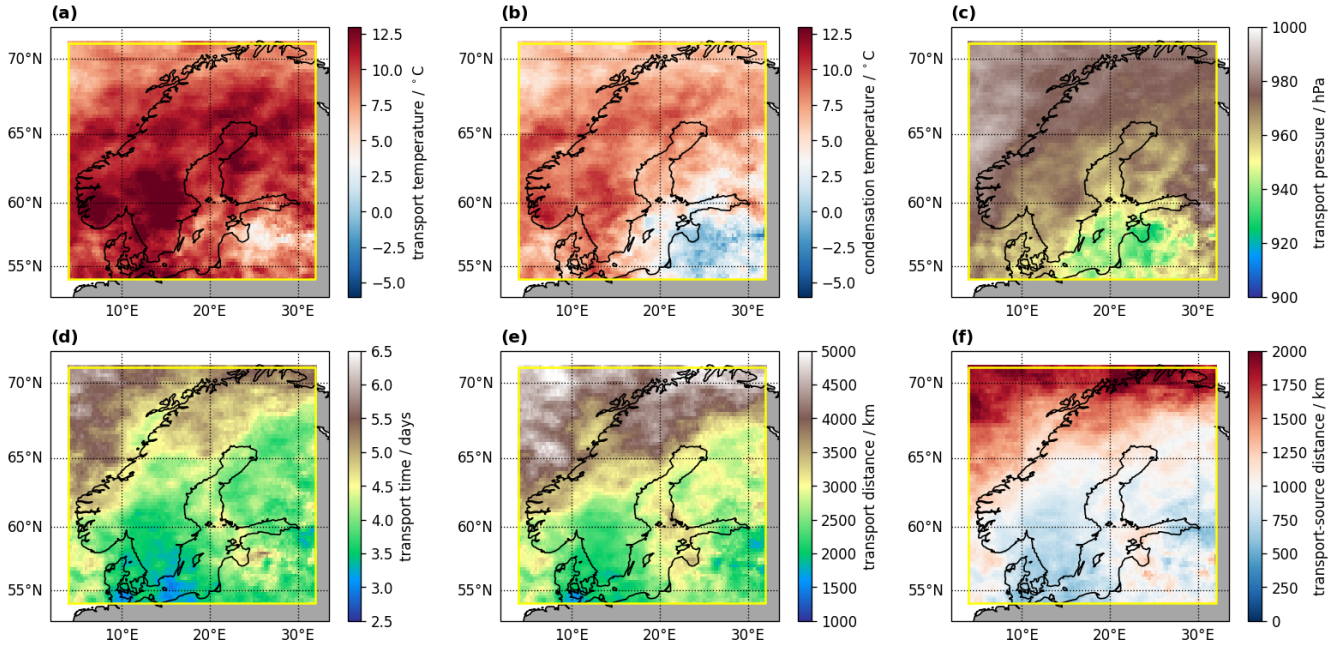 (a)
70°N
65°N
60°N
55°N
10°E 20°E 30°E
12.5
10.0
7.5
5.0
2.5
0.0
−2.5
−5.0
transport temperature / °C
(b)
70°N
65°N
60°N
55°N
10°E 20°E 30°E
12.5
10.0
7.5
5.0
2.5
0.0
−2.5
−5.0
condensation temperature / °C
(c)
70°N
65°N
60°N
55°N
10°E 20°E 30°E
1000
980
960
940
920
900
transport pressure / hPa
(d)
70°N
65°N
60°N
55°N
10°E 20°E 30°E
6.5
6.0
5.5
5.0
4.5
4.0
3.5
3.0
2.5
transport time / days
(e)
70°N
65°N
60°N
55°N
10°E 20°E 30°E
5000
4500
4000
3500
3000
2500
2000
1500
1000
transport distance / km
(f)
70°N
65°N
60°N
55°N
10°E 20°E 30°E
2000
1750
1500
1250
1000
750
500
250
0
transport-source distance / km